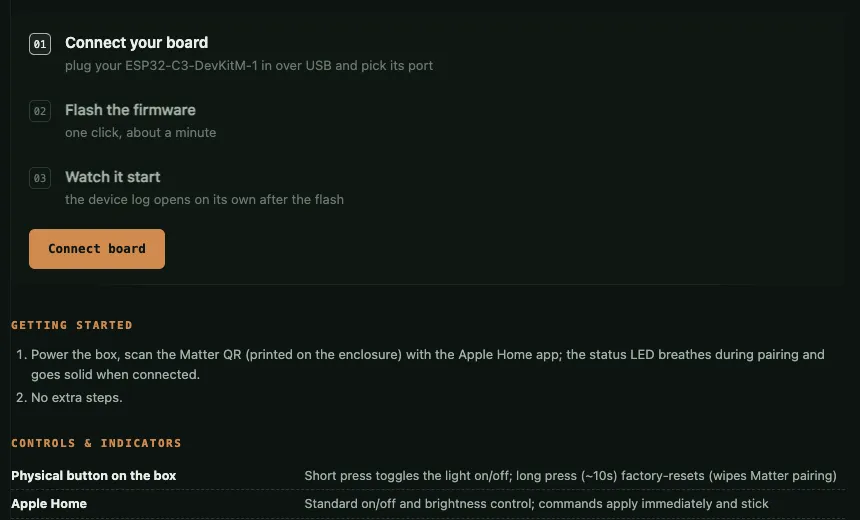 01 Connect your board
plug your ESP32-C3-DevKitM-1 in over USB and pick its port
02 Flash the firmware
one click, about a minute
03 Watch it start
the device log opens on its own after the flash
Connect board
GETTING STARTED
1. Power the box, scan the Matter QR (printed on the enclosure) with the Apple Home app; the status LED breathes during pairing and
goes solid when connected.
2. No extra steps.
CONTROLS & INDICATORS
Physical button on the box Short press toggles the light on/off; long press (~10s) factory-resets (wipes Matter pairing)
Apple Home Standard on/off and brightness control; commands apply immediately and stick